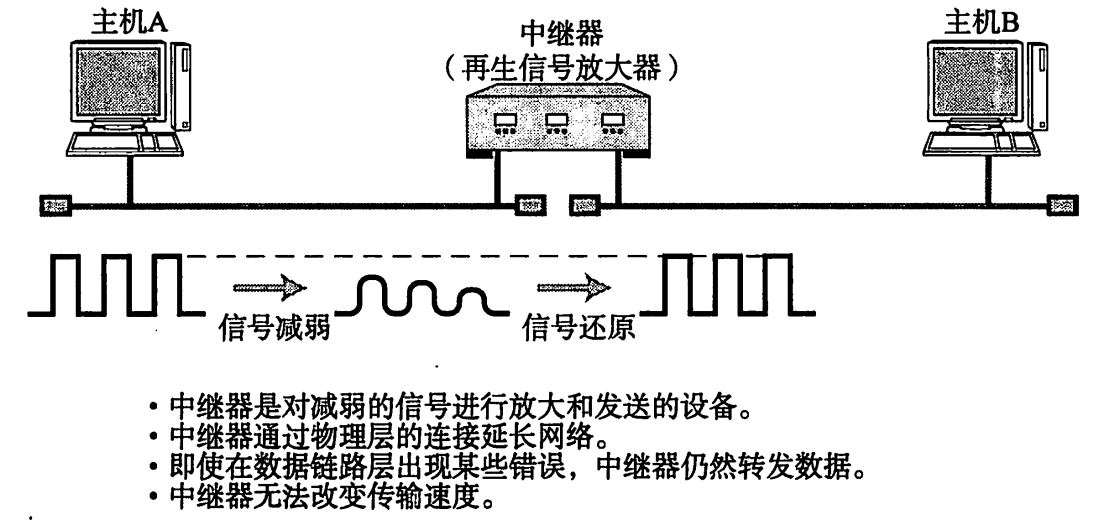 主机A
中继器
（再生信号放大器）
主机B
信号减弱
信号还原
·中继器是对减弱的信号进行放大和发送的设备。
·中继器通过物理层的连接延长网络。
·即使在数据链路层出现某些错误，中继器仍然转发数据。
·中继器无法改变传输速度。